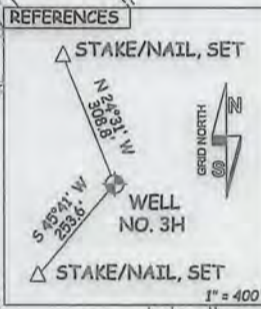 REFERENCES
STAKE/NAIL, SET
N 24°31' W
308.8'
GRID NORTH
N
S
WELL
NO. 3H
S 45°41' W
253.6'
STAKE/NAIL, SET
1" = 400